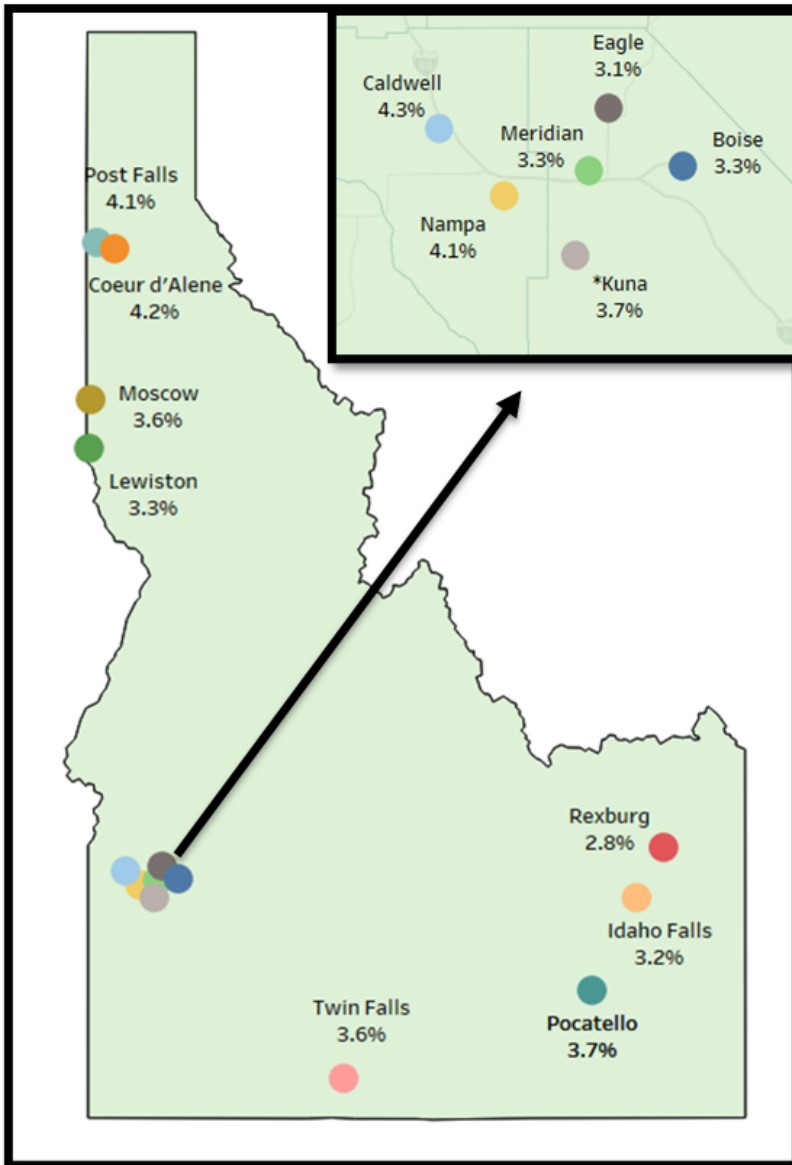 Eagle
3.1%
Caldwell
4.3%
Meridian
3.3%
Boise
3.3%
Nampa
4.1%
*Kuna
3.7%
Post Falls
4.1%
Coeur d’Alene
4.2%
Moscow
3.6%
Lewiston
3.3%
Rexburg
2.8%
Idaho Falls
3.2%
Pocatello
3.7%
Twin Falls
3.6%